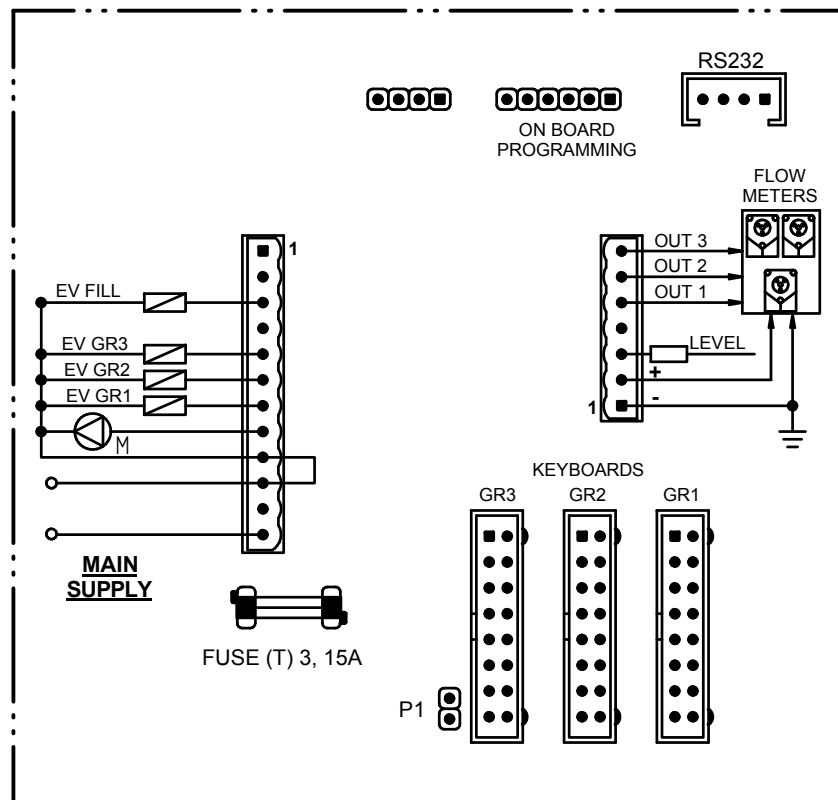 RS232
ON BOARD
PROGRAMMING
FLOW
METERS
1
OUT 3
OUT 2
EV FILL
OUT 1
EV GR3
LEVEL
EV GR2
+
EV GR1
-
1
M
KEYBOARDS
GR3 GR2 GR1
MAIN
SUPPLY
FUSE (T) 3, 15A
P1